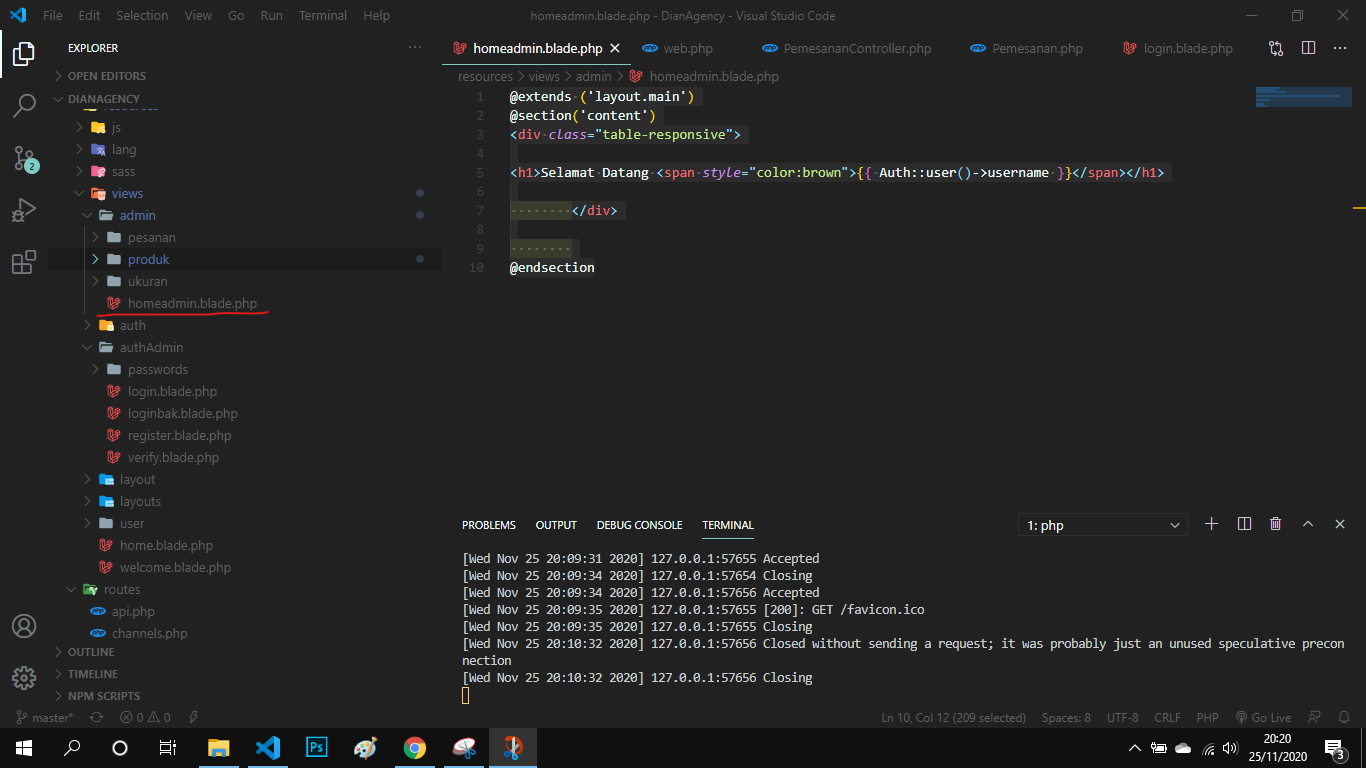 File Edit Selection View Go Run Terminal Help
homeadmin.blade.php - DianAgency - Visual Studio Code
EXPLORER
OPEN EDITORS
DIANAGENCY
resources
js
lang
sass
views
admin
pesanan
produk
ukuran
homeadmin.blade.php
auth
authAdmin
passwords
login.blade.php
loginbak.blade.php
register.blade.php
verify.blade.php
layout
layouts
user
home.blade.php
welcome.blade.php
routes
api.php
channels.php
OUTLINE
TIMELINE
NPM SCRIPTS
2
homeadmin.blade.php web.php PemesananController.php Pemesanan.php login.blade.php
resources > views > admin > homeadmin.blade.php
1 @extends ('layout.main')
2 @section('content')
3 <div class="table-responsive">
4
5 <h1>Selamat Datang <span style="color:brown">{{ Auth::user()->username }}</span></h1>
6
7 </div>
8
9
10 @endsection
PROBLEMS OUTPUT DEBUG CONSOLE TERMINAL
1: php
[Wed Nov 25 20:09:31 2020] 127.0.0.1:57655 Accepted
[Wed Nov 25 20:09:34 2020] 127.0.0.1:57654 Closing
[Wed Nov 25 20:09:34 2020] 127.0.0.1:57656 Accepted
[Wed Nov 25 20:09:35 2020] 127.0.0.1:57655 [200]: GET /favicon.ico
[Wed Nov 25 20:09:35 2020] 127.0.0.1:57655 Closing
[Wed Nov 25 20:10:32 2020] 127.0.0.1:57656 Closed without sending a request; it was probably just an unused speculative precon
nection
[Wed Nov 25 20:10:32 2020] 127.0.0.1:57656 Closing
master* 0 0
Ln 10, Col 12 (209 selected) Spaces: 8 UTF-8 CRLF PHP Go Live
Ps
20:20
25/11/2020
3